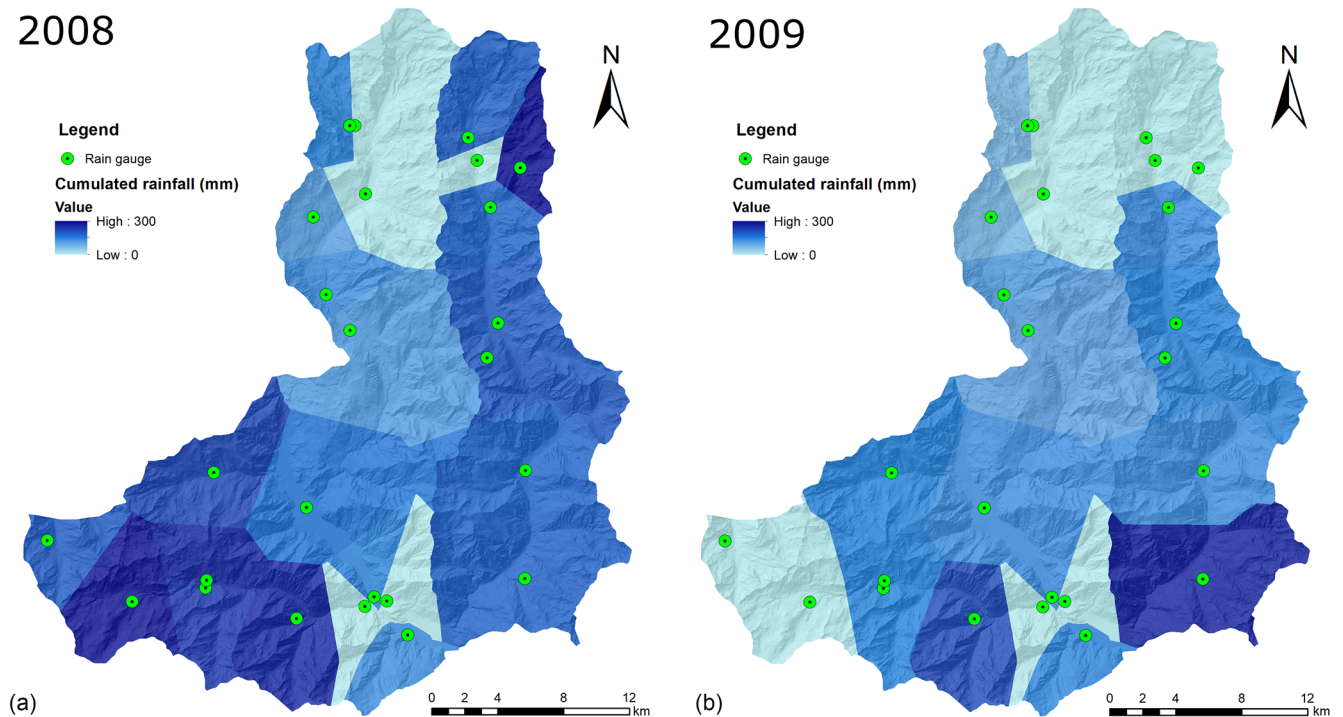 2008
N
Legend
Rain gauge
Cumulated rainfall (mm)
Value
High : 300
Low : 0
(a)
0 2 4 8 12
km
2009
N
Legend
Rain gauge
Cumulated rainfall (mm)
Value
High : 300
Low : 0
(b)
0 2 4 8 12
km